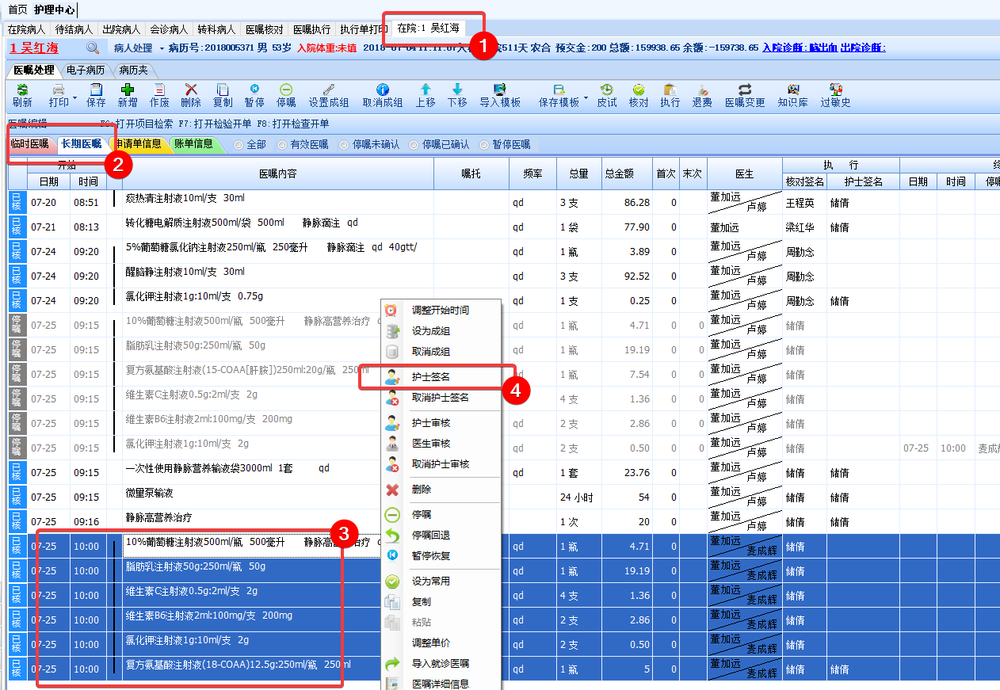 首页 护理中心
在院病人 待结病人 出院病人 会诊病人 转科病人 医嘱核对 医嘱执行 执行单打印 在院:1 吴红海
1
1 吴红海 病人处理 病历号:2018005371 男 53岁 入院体重:未填 2018-07-04 11:11:07入 院511天 农合 预交金:200 总额:159938.65 余额:-159738.65 入院诊断:脑出血 出院诊断:
医嘱处理 电子病历 病历夹
刷新 打印 保存 新增 作废 删除 复制 暂停 停嘱 设置成组 取消成组 上移 下移 导入模板 保存模板 皮试 核对 执行 退费 医嘱变更 知识库 过敏史
医嘱编辑 F6:打开项目检索 F7:打开检验开单 F8:打开检查开单
临时医嘱 长期医嘱 申请单信息 账单信息 全部 有效医嘱 停嘱未确认 停嘱已确认 暂停医嘱
2
开始 医嘱内容 嘱托 频率 总量 总金额 首次 末次 医生 执 行 终
日期 时间 核对签名 护士签名 日期 时间 停嘱
已核 07-20 08:51 痰热清注射液10ml/支 30ml qd 3 支 86.28 0 董加远 卢婷 王程英 储倩
已核 07-21 08:13 转化糖电解质注射液500ml/袋 500ml 静脉滴注 qd qd 1 袋 77.90 0 董加远 梁红华 储倩
已核 07-24 09:20 5%葡萄糖氯化钠注射液250ml/瓶 250毫升 静脉滴注 qd 40gtt/ qd 1 瓶 3.89 0 董加远 卢婷 周勤念
已核 07-24 09:20 醒脑静注射液10ml/支 30ml qd 3 支 92.52 0 董加远 卢婷 周勤念
已核 07-24 09:20 氯化钾注射液1g:10ml/支 0.75g qd 1 支 0.25 0 董加远 卢婷 周勤念 储倩
停嘱 07-25 09:15 10%葡萄糖注射液500ml/瓶 500毫升 静脉高营养治疗 q 1 瓶 4.71 0 0 董加远 卢婷 储倩
停嘱 07-25 09:15 脂肪乳注射液50g:250ml/瓶 50g 1 瓶 19.19 0 0 董加远 卢婷 储倩
停嘱 07-25 09:15 复方氨基酸注射液(15-COAA[肝胺])250ml:20g/瓶 250ml qd 1 瓶 7.54 0 0 董加远 卢婷 储倩
停嘱 07-25 09:15 维生素C注射液0.5g:2ml/支 2g 4 支 1.36 0 0 董加远 卢婷 储倩
停嘱 07-25 09:15 维生素B6注射液2ml:100mg/支 200mg qd 2 支 2.86 0 0 董加远 卢婷 储倩
停嘱 07-25 09:15 氯化钾注射液1g:10ml/支 2g qd 2 支 0.50 0 0 董加远 卢婷 储倩 07-25 10:00 麦成辉
已核 07-25 09:15 一次性使用静脉营养输液袋3000ml 1套 qd qd 1 套 23.76 0 董加远 卢婷 储倩 储倩
已核 07-25 09:15 微量泵输液 24 小时 54 0 董加远 卢婷 储倩 储倩
已核 07-25 09:16 静脉高营养治疗 1 次 20 0 董加远 卢婷 储倩 储倩
3
已核 07-25 10:00 10%葡萄糖注射液500ml/瓶 500毫升 静脉高营养治疗 q qd 1 瓶 4.71 0 董加远 麦成辉 储倩
已核 07-25 10:00 脂肪乳注射液50g:250ml/瓶 50g qd 1 瓶 19.19 0 董加远 麦成辉 储倩
已核 07-25 10:00 维生素C注射液0.5g:2ml/支 2g qd 4 支 1.36 0 董加远 麦成辉 储倩
已核 07-25 10:00 维生素B6注射液2ml:100mg/支 200mg qd 2 支 2.86 0 董加远 麦成辉 储倩
已核 07-25 10:00 氯化钾注射液1g:10ml/支 2g qd 2 支 0.50 0 董加远 麦成辉 储倩
已核 07-25 10:00 复方氨基酸注射液(18-COAA)12.5g:250ml/瓶 250ml qd 1 瓶 5 0 董加远 麦成辉 储倩 储倩
调整开始时间
设为成组
取消成组
护士签名
4
取消护士签名
护士审核
医生审核
取消护士审核
删除
停嘱
停嘱回退
暂停恢复
设为常用
复制
粘贴
调整单价
导入就诊医嘱
医嘱详细信息